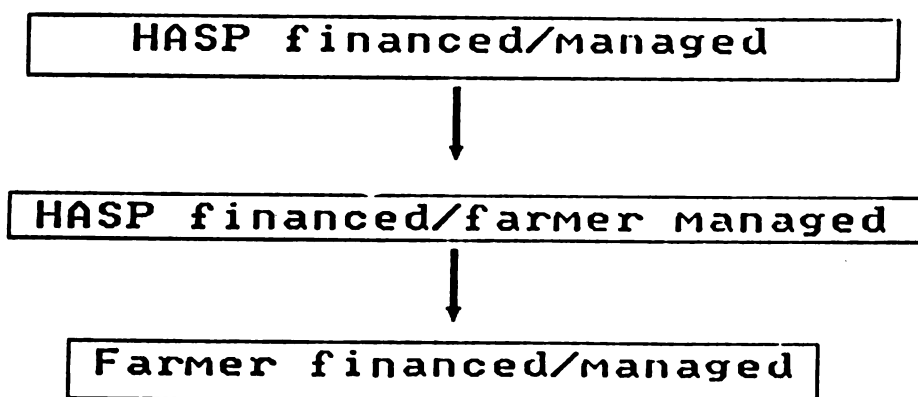 HASP financed/managed
HASP financed/farmer managed
Farmer financed/managed